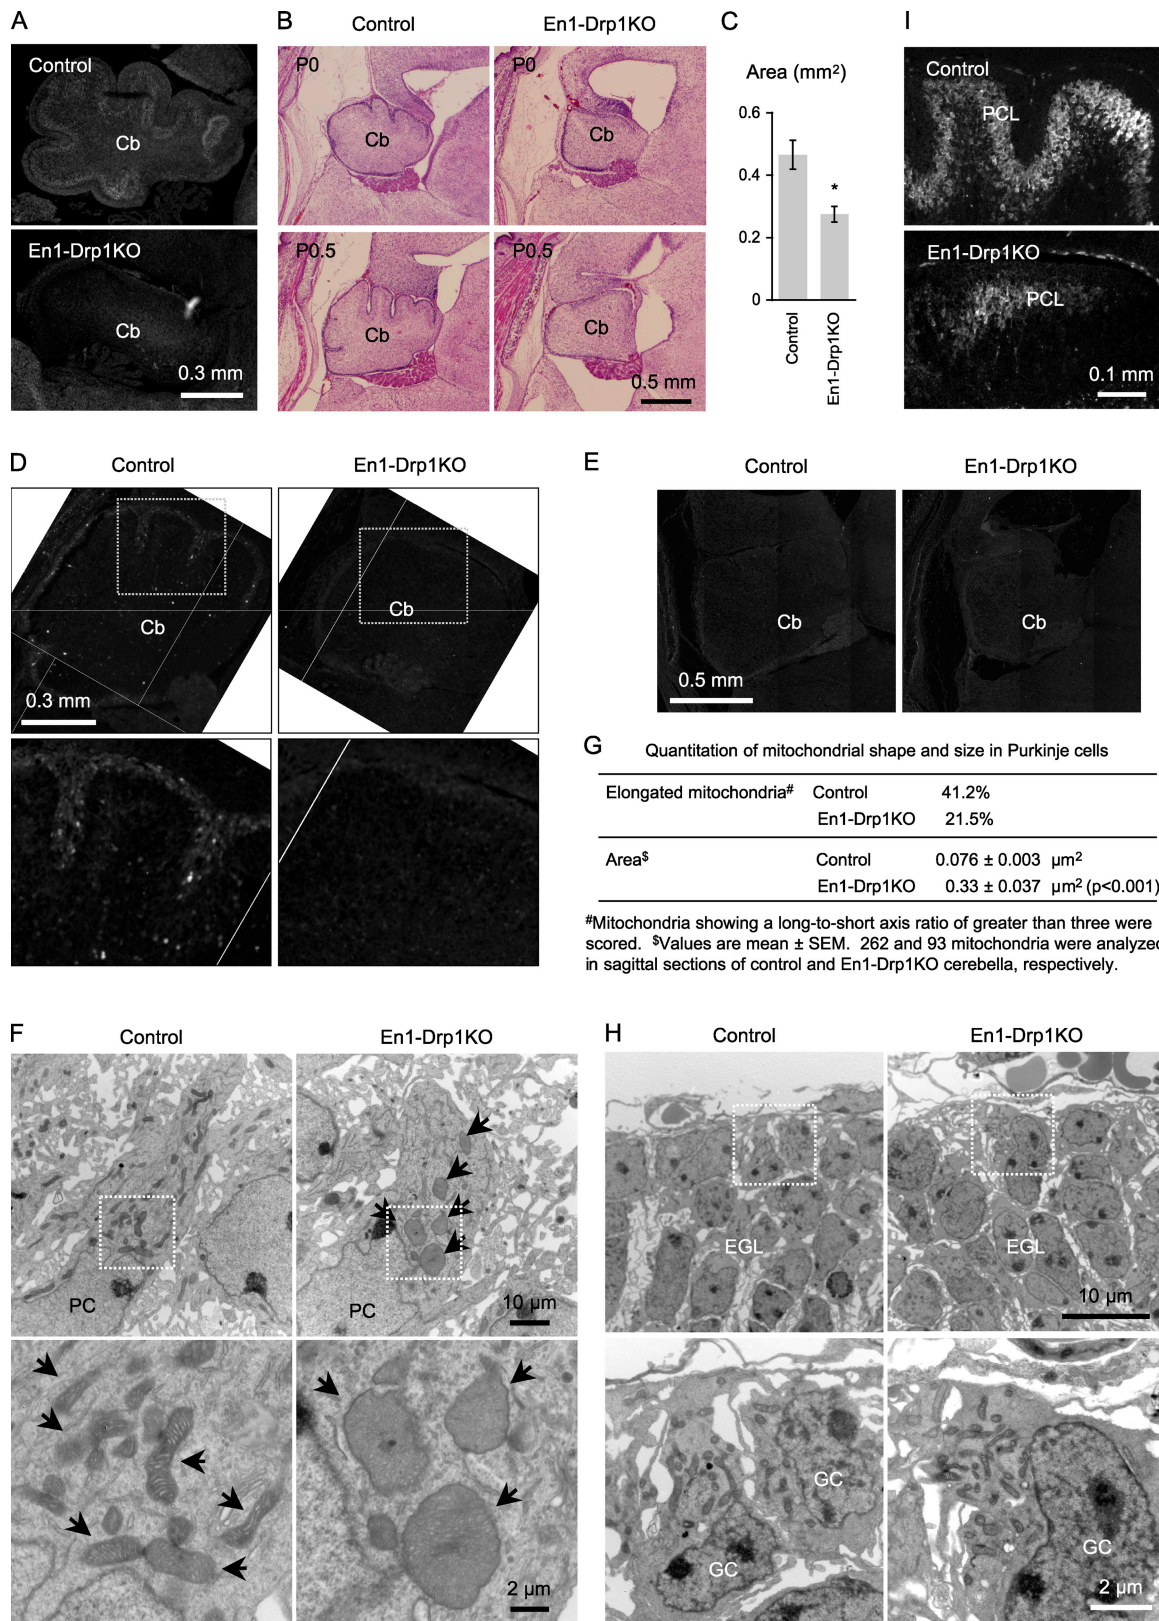 A
Control
Cb
En1-Drp1KO
Cb
0.3 mm
B
Control
En1-Drp1KO
P0
Cb
P0
Cb
P0.5
Cb
P0.5
Cb
0.5 mm
C
Area (mm²)
0.6
0.4
0.2
0
*
Control
En1-Drp1KO
I
Control
PCL
En1-Drp1KO
PCL
0.1 mm
D
Control
En1-Drp1KO
Cb
0.3 mm
Cb
E
Control
En1-Drp1KO
Cb
0.5 mm
Cb
G
Quantitation of mitochondrial shape and size in Purkinje cells
Elongated mitochondria# Control 41.2%
En1-Drp1KO 21.5%
Area$ Control 0.076 ± 0.003 µm²
En1-Drp1KO 0.33 ± 0.037 µm² (p<0.001)
#Mitochondria showing a long-to-short axis ratio of greater than three were
scored. $Values are mean ± SEM. 262 and 93 mitochondria were analyzed
in sagittal sections of control and En1-Drp1KO cerebella, respectively.
F
Control
En1-Drp1KO
PC
PC
10 µm
2 µm
H
Control
En1-Drp1KO
EGL
EGL
10 µm
GC
GC
GC
2 µm